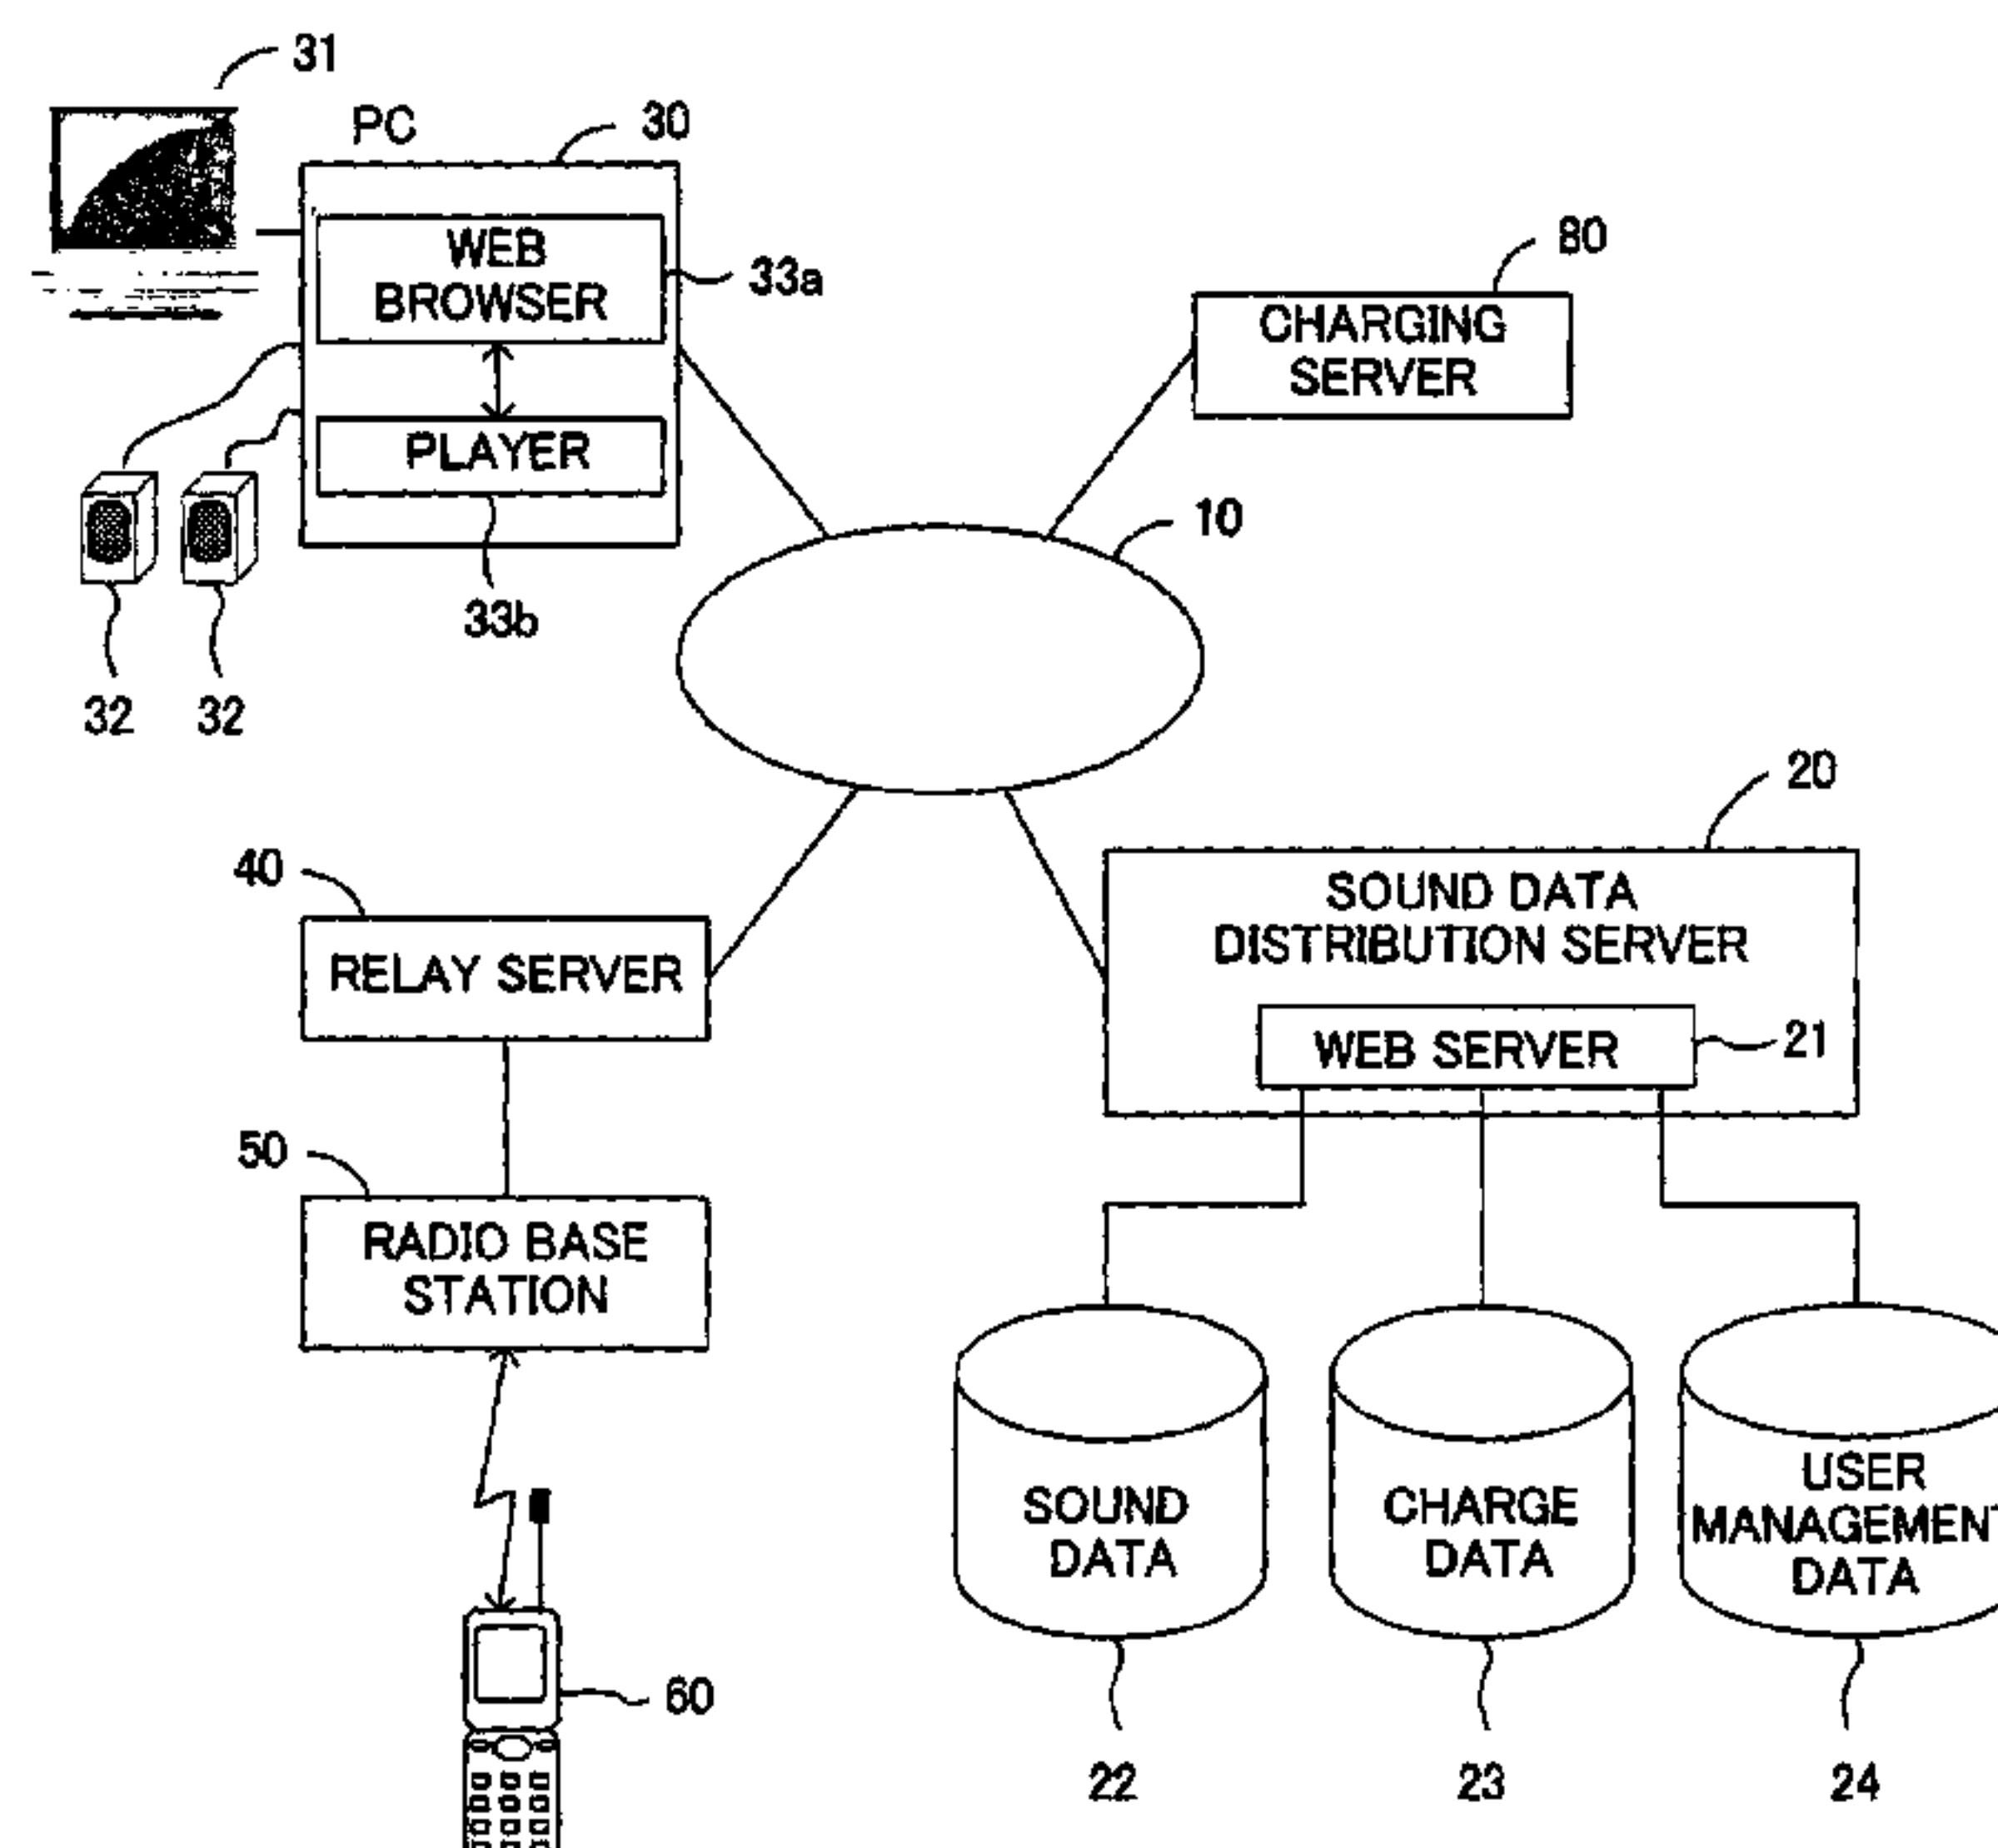 31
PC
30
WEB
BROWSER
33a
PLAYER
33b
32
32
80
CHARGING
SERVER
10
20
SOUND DATA
DISTRIBUTION SERVER
WEB SERVER
21
40
RELAY SERVER
50
RADIO BASE
STATION
60
SOUND
DATA
22
CHARGE
DATA
23
USER
MANAGEMENT
DATA
24